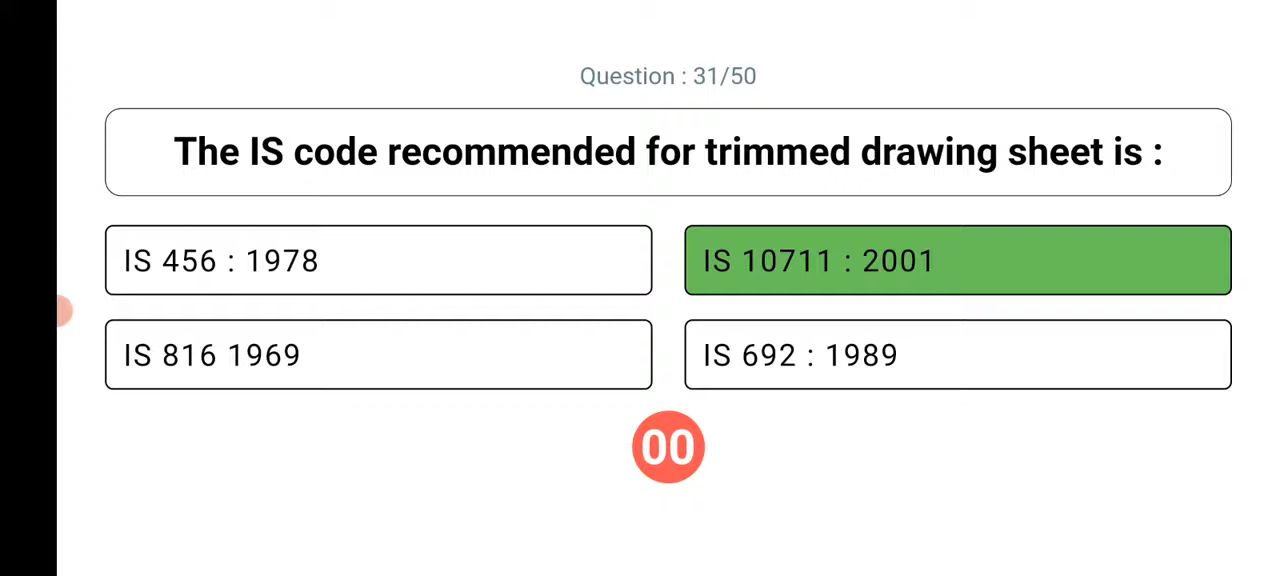 Question : 31/50
The IS code recommended for trimmed drawing sheet is :
IS 456 : 1978
IS 10711 : 2001
IS 816 1969
IS 692 : 1989
00